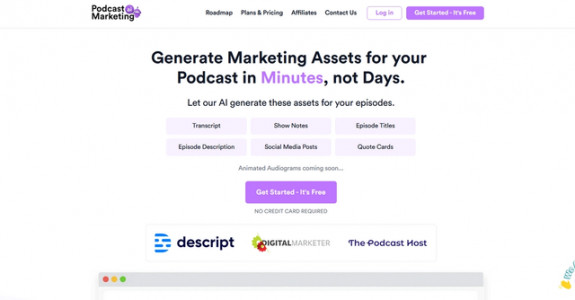 Podcast
Marketing
Roadmap Plans & Pricing Affiliates Contact Us Log In Get Started - It's Free
Generate Marketing Assets for your
Podcast in Minutes, not Days.
Let our AI generate these assets for your episodes.
Transcript Show Notes Episode Titles
Episode Description Social Media Posts Quote Cards
Animated Audiograms coming soon...
Get Started - It's Free
NO CREDIT CARD REQUIRED
descript DIGITALMARKETER The Podcast Host